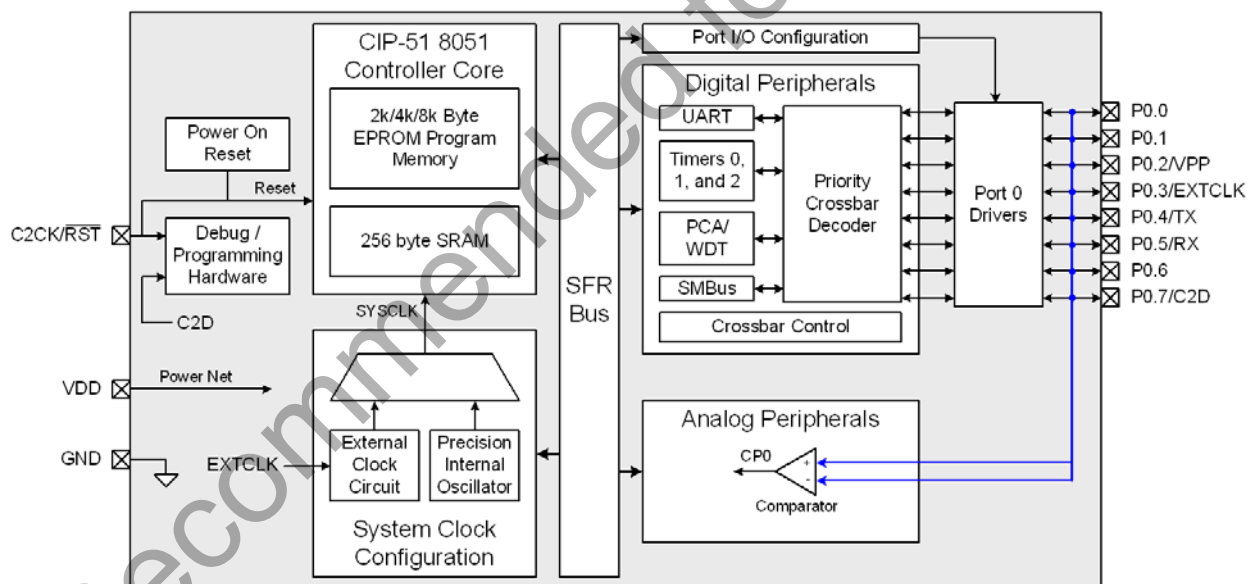 CIP-51 8051
Controller Core
2k/4k/8k Byte
EPROM Program
Memory
256 byte SRAM
Power On
Reset
Reset
C2CK/RST
Debug /
Programming
Hardware
C2D
VDD
Power Net
GND
SYSCLK
EXTCLK
External
Clock
Circuit
Precision
Internal
Oscillator
System Clock
Configuration
SFR
Bus
Port I/O Configuration
Digital Peripherals
UART
Timers 0,
1, and 2
PCA/
WDT
SMBus
Priority
Crossbar
Decoder
Crossbar Control
Port 0
Drivers
P0.0
P0.1
P0.2/VPP
P0.3/EXTCLK
P0.4/TX
P0.5/RX
P0.6
P0.7/C2D
Analog Peripherals
CP0
+
-
Comparator
ecommended